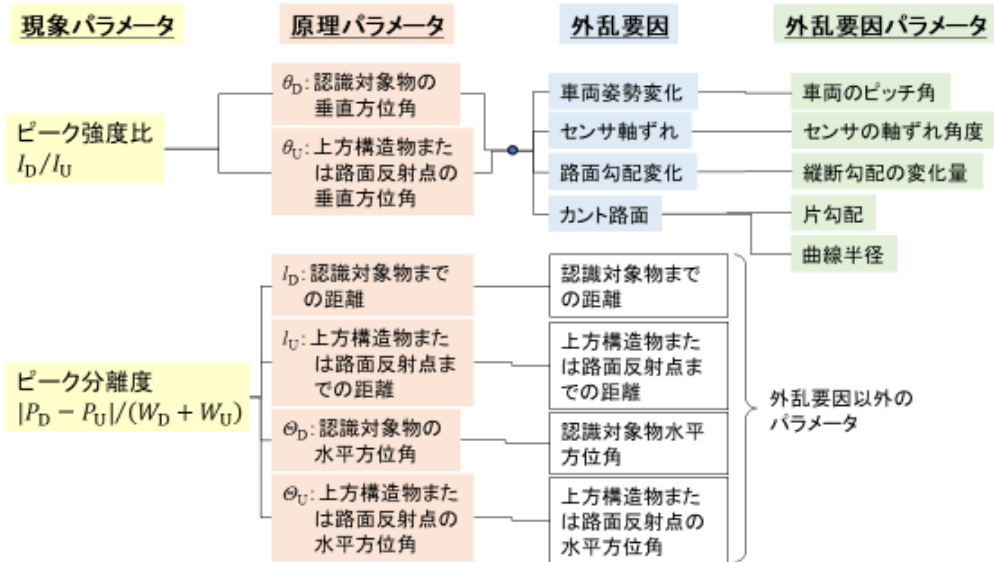 現象パラメータ
原理パラメータ
外乱要因
外乱要因パラメータ
ピーク強度比
I_D/I_U
θ_D: 認識対象物の
垂直方位角
θ_U: 上方構造物また
は路面反射点の
垂直方位角
車両姿勢変化
センサ軸ずれ
路面勾配変化
カント路面
車両のピッチ角
センサの軸ずれ角度
縦断勾配の変化量
片勾配
曲線半径
ピーク分離度
|P_D − P_U|/(W_D + W_U)
l_D: 認識対象物まで
の距離
l_U: 上方構造物また
は路面反射点ま
での距離
Θ_D: 認識対象物の
水平方位角
Θ_U: 上方構造物また
は路面反射点の
水平方位角
認識対象物まで
の距離
上方構造物また
は路面反射点ま
での距離
認識対象物水平
方位角
上方構造物また
は路面反射点の
水平方位角
外乱要因以外の
パラメータ